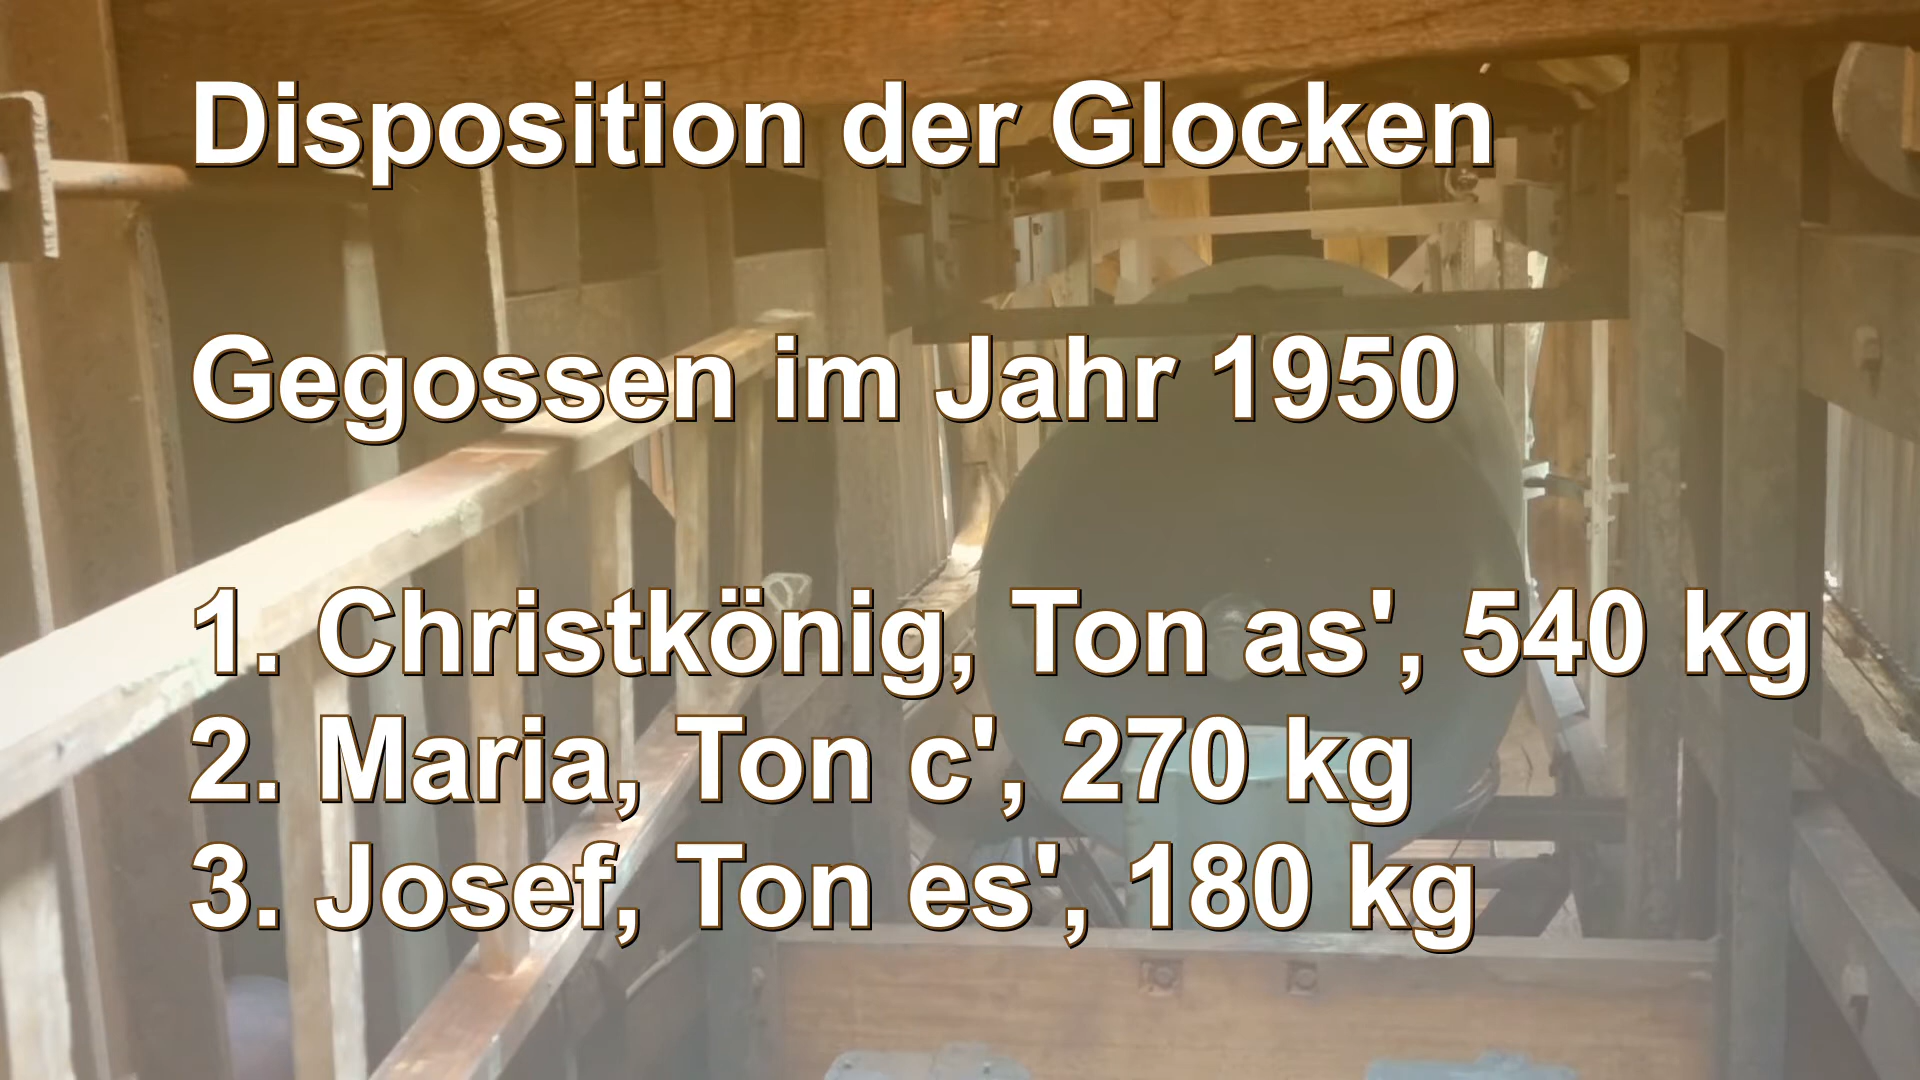 Disposition der Glocken
Gegossen im Jahr 1950
1. Christkönig, Ton as', 540 kg
2. Maria, Ton c', 270 kg
3. Josef, Ton es', 180 kg